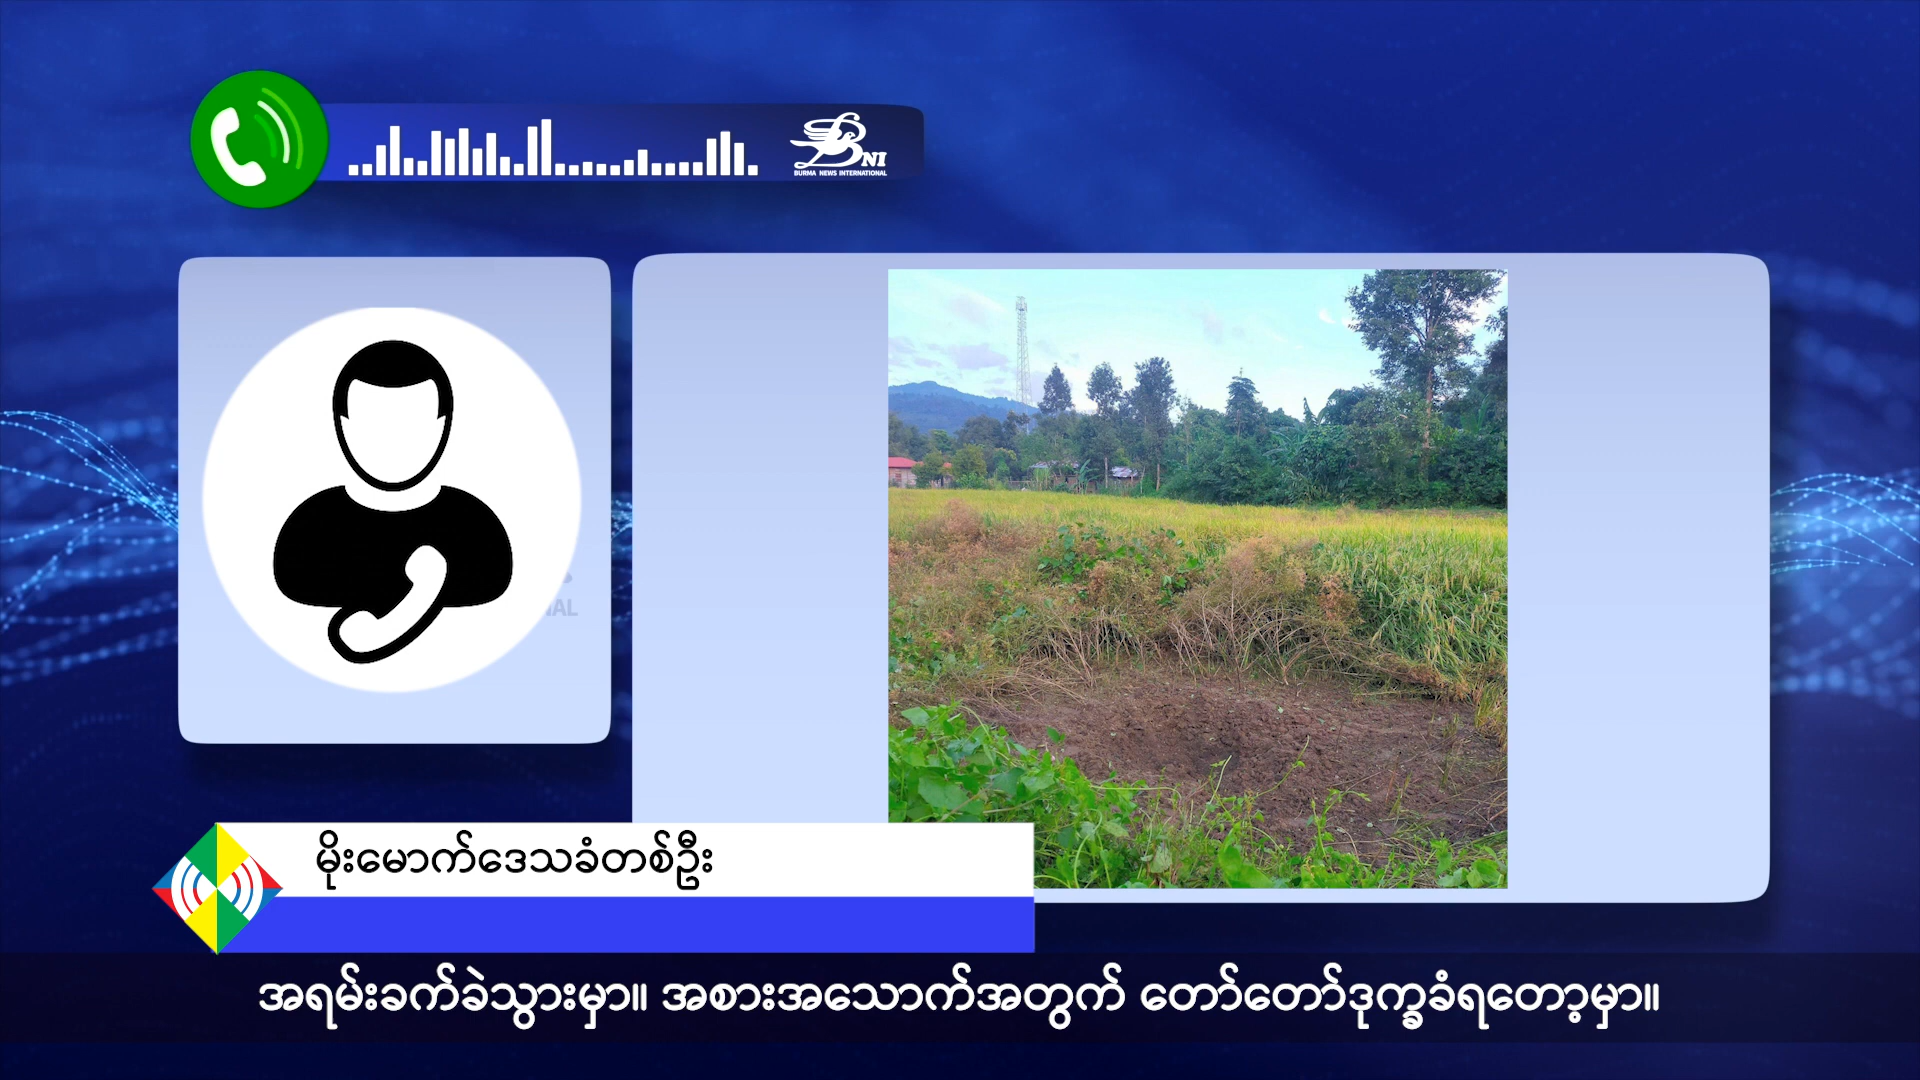 BNI
BURMA NEWS INTERNATIONAL
NAL
မိုးမောက်ဒေသခံတစ်ဦး
အရမ်းခက်ခဲသွားမှာ။ အစားအသောက်အတွက် တော်တော်ဒုက္ခခံရတော့မှာ။